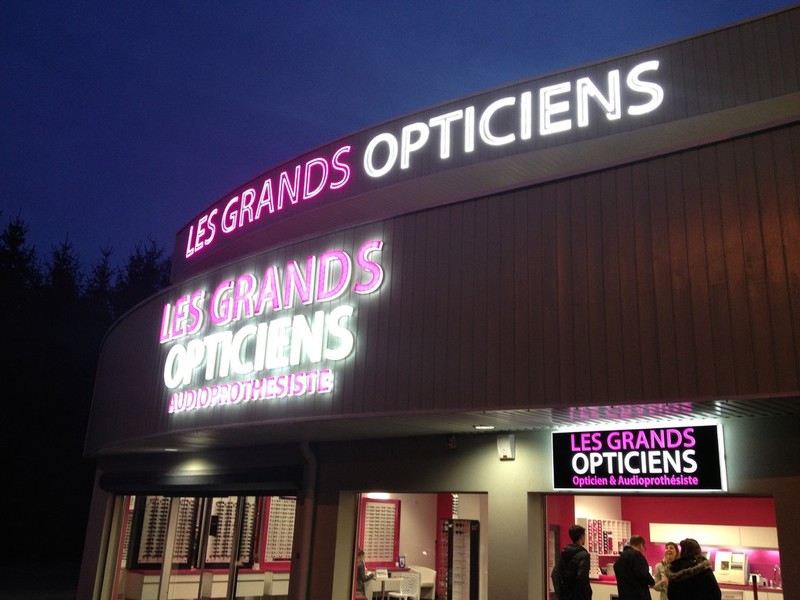 LES GRANDS OPTICIENS
LES GRANDS
OPTICIENS
AUDIOPROTHESISTE
LES GRANDS
OPTICIENS
Opticien & Audioprothésiste